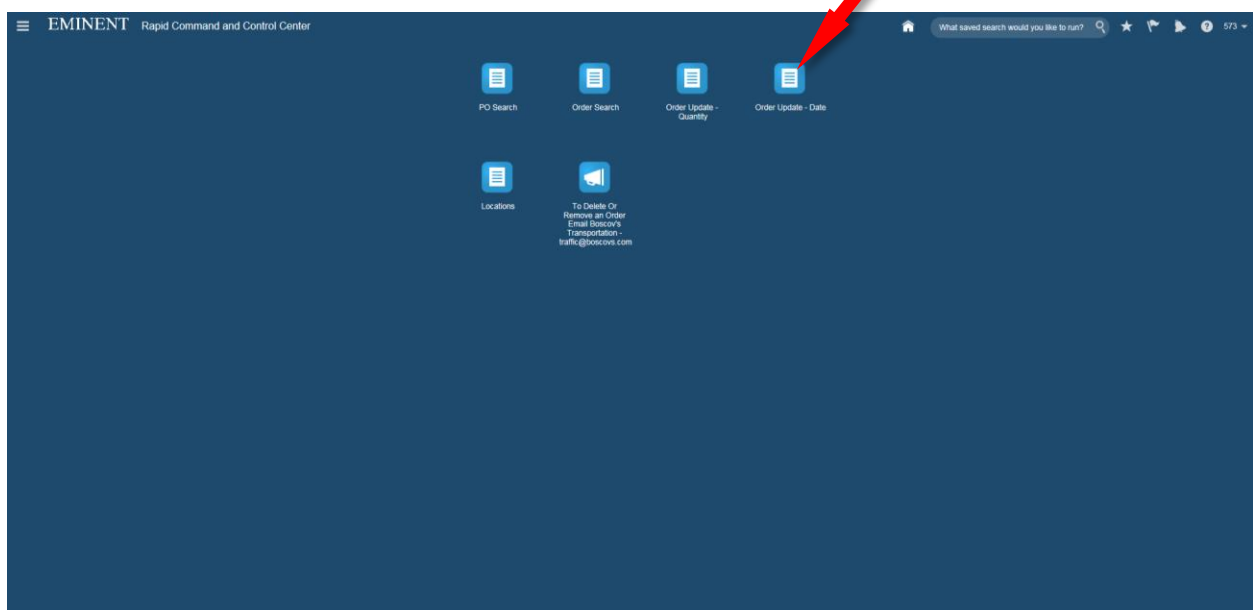 EMINENT Rapid Command and Control Center
What saved search would you like to run?
573
PO Search
Order Search
Order Update -
Quantity
Order Update - Date
Locations
To Delete Or
Remove an Order
Email Boscov's
Transportation -
traffic@boscovs.com